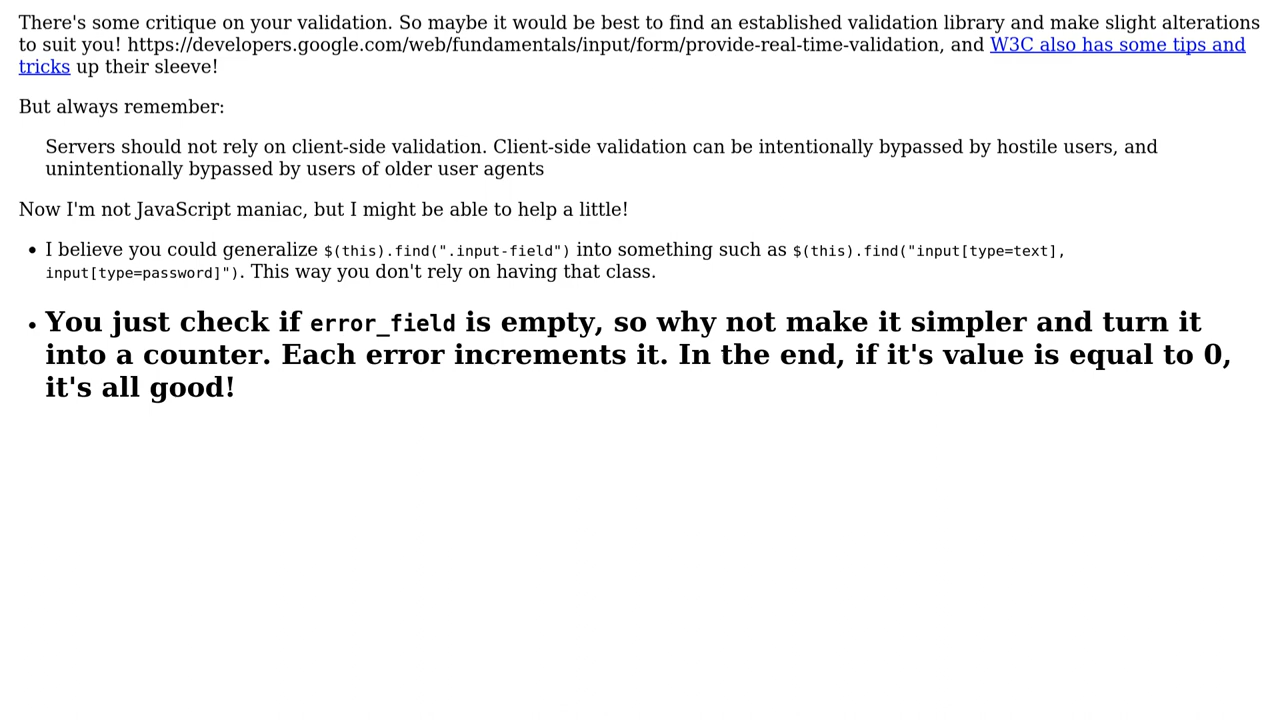 There's some critique on your validation. So maybe it would be best to find an established validation library and make slight alterations
to suit you! https://developers.google.com/web/fundamentals/input/form/provide-real-time-validation, and W3C also has some tips and
tricks up their sleeve!
But always remember:
Servers should not rely on client-side validation. Client-side validation can be intentionally bypassed by hostile users, and
unintentionally bypassed by users of older user agents
Now I'm not JavaScript maniac, but I might be able to help a little!
• I believe you could generalize $(this).find(".input-field") into something such as $(this).find("input[type=text],
input[type=password]"). This way you don't rely on having that class.
• You just check if error_field is empty, so why not make it simpler and turn it
into a counter. Each error increments it. In the end, if it's value is equal to 0,
it's all good!